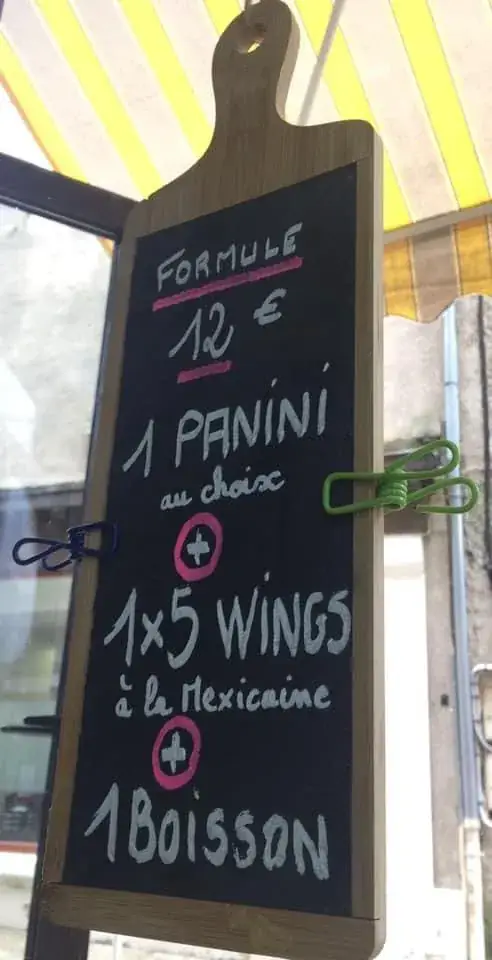 FORMULE
12 €
1 PANINI
au choix
+
1x5 WINGS
à la Mexicaine
+
1 BOISSON